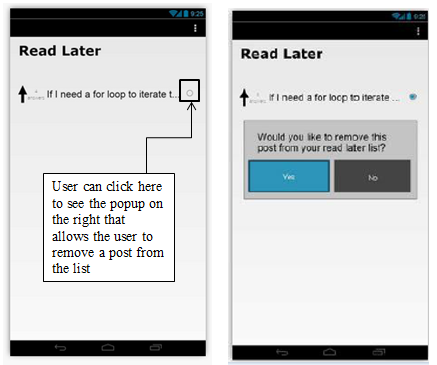 9:25
Read Later
If I need a for loop to iterate t...
answers
User can click here
to see the popup on
the right that
allows the user to
remove a post from
the list
9:25
Read Later
If I need a for loop to iterate ...
answers
Would you like to remove this
post from your read later list?
Yes
No